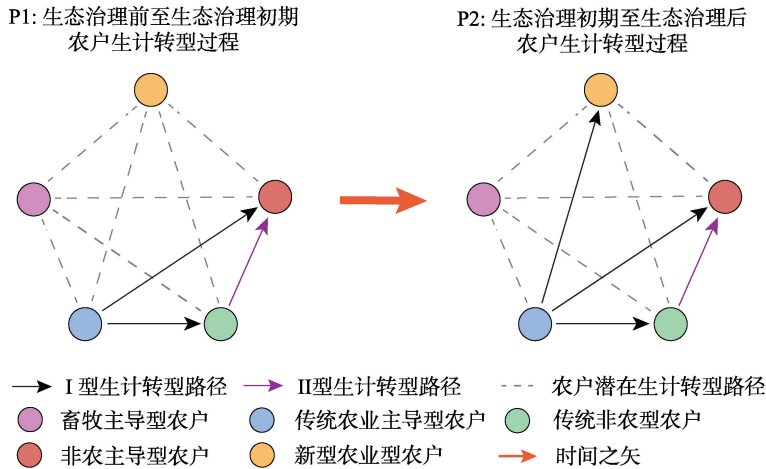 P1: 生态治理前至生态治理初期
农户生计转型过程
P2: 生态治理初期至生态治理后
农户生计转型过程
I 型生计转型路径
II型生计转型路径
农户潜在生计转型路径
畜牧主导型农户
传统农业主导型农户
传统非农型农户
非农主导型农户
新型农业型农户
时间之矢